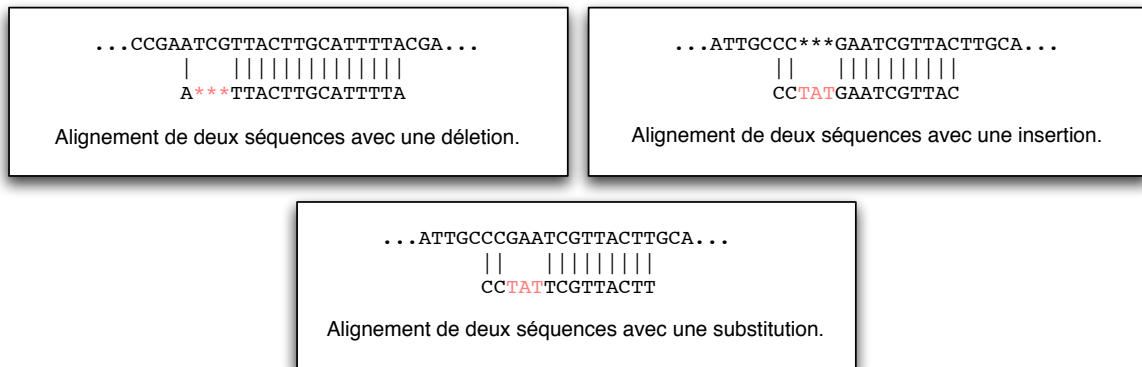 ...CCGAATCGTTACTTGCATTTTACGA...
| ||||||||||||||
A***TTACTTGCATTTTA
Alignement de deux séquences avec une déletion.
...ATTGCCC***GAATCGTTACTTGCA...
|| ||||||||||
CCTATGAATCGTTAC
Alignement de deux séquences avec une insertion.
...ATTGCCCGAATCGTTACTTGCA...
|| |||||||||
CCTATTCGTTACTT
Alignement de deux séquences avec une substitution.